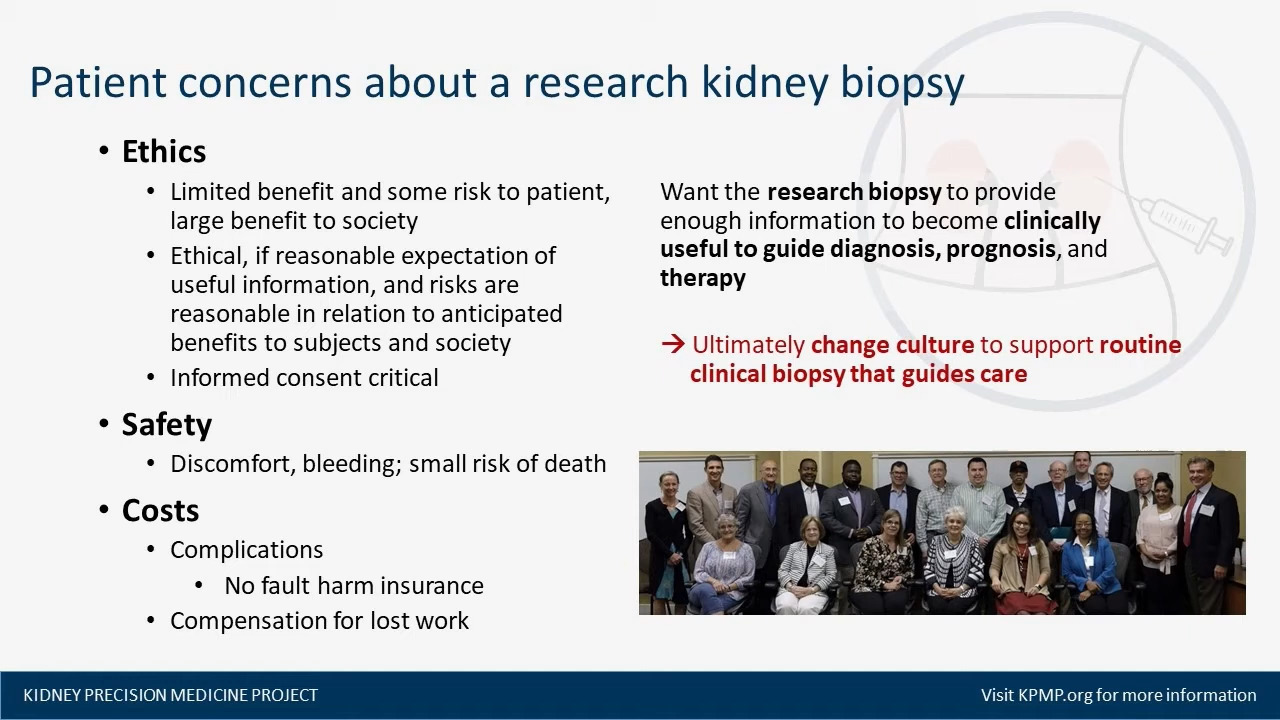 Patient concerns about a research kidney biopsy
• Ethics
• Limited benefit and some risk to patient,
large benefit to society
• Ethical, if reasonable expectation of
useful information, and risks are
reasonable in relation to anticipated
benefits to subjects and society
• Informed consent critical
• Safety
• Discomfort, bleeding; small risk of death
• Costs
• Complications
• No fault harm insurance
• Compensation for lost work
Want the research biopsy to provide
enough information to become clinically
useful to guide diagnosis, prognosis, and
therapy
→ Ultimately change culture to support routine
clinical biopsy that guides care
KIDNEY PRECISION MEDICINE PROJECT
Visit KPMP.org for more information